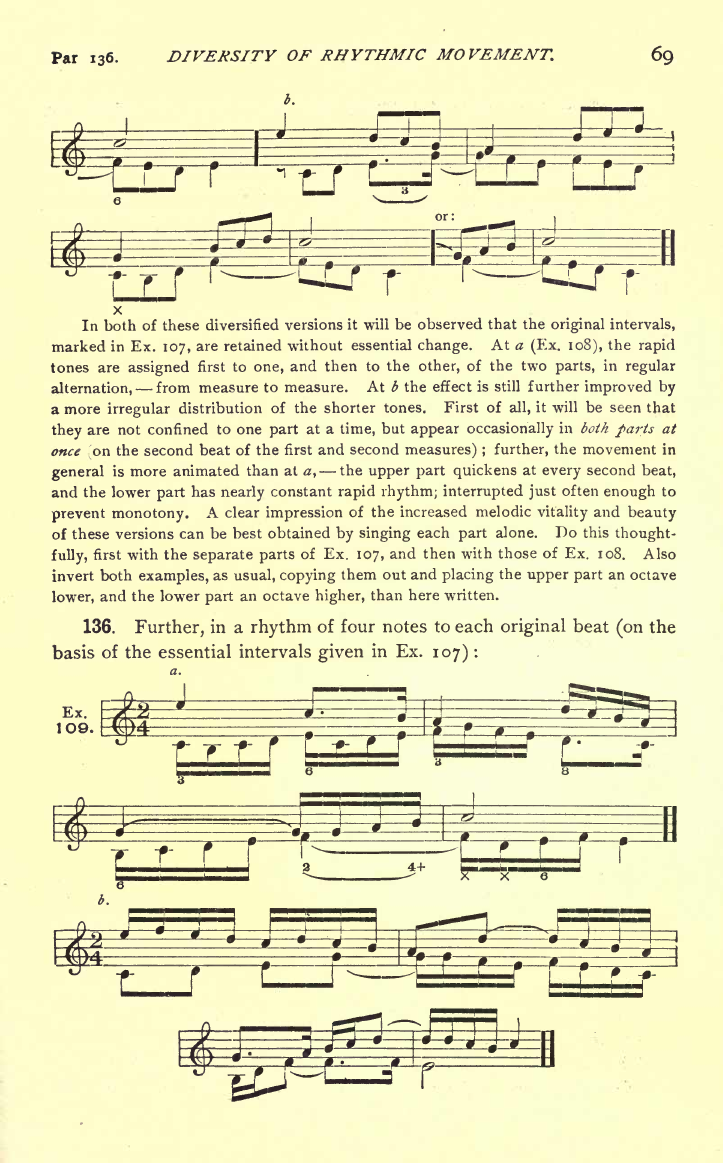 Par 136. DIVERSITY OF RHYTHMIC MOVEMENT. 69
b.
6
3
or:
×
In both of these diversified versions it will be observed that the original intervals,
marked in Ex. 107, are retained without essential change. At a (Ex. 108), the rapid
tones are assigned first to one, and then to the other, of the two parts, in regular
alternation, — from measure to measure. At b the effect is still further improved by
a more irregular distribution of the shorter tones. First of all, it will be seen that
they are not confined to one part at a time, but appear occasionally in both parts at
once (on the second beat of the first and second measures) ; further, the movement in
general is more animated than at a, — the upper part quickens at every second beat,
and the lower part has nearly constant rapid rhythm; interrupted just often enough to
prevent monotony. A clear impression of the increased melodic vitality and beauty
of these versions can be best obtained by singing each part alone. Do this thought-
fully, first with the separate parts of Ex. 107, and then with those of Ex. 108. Also
invert both examples, as usual, copying them out and placing the upper part an octave
lower, and the lower part an octave higher, than here written.
136. Further, in a rhythm of four notes to each original beat (on the
basis of the essential intervals given in Ex. 107) :
a.
Ex.
109.
2
4
3 6 3 8
6 2 4+ × × 6
b.
2
4